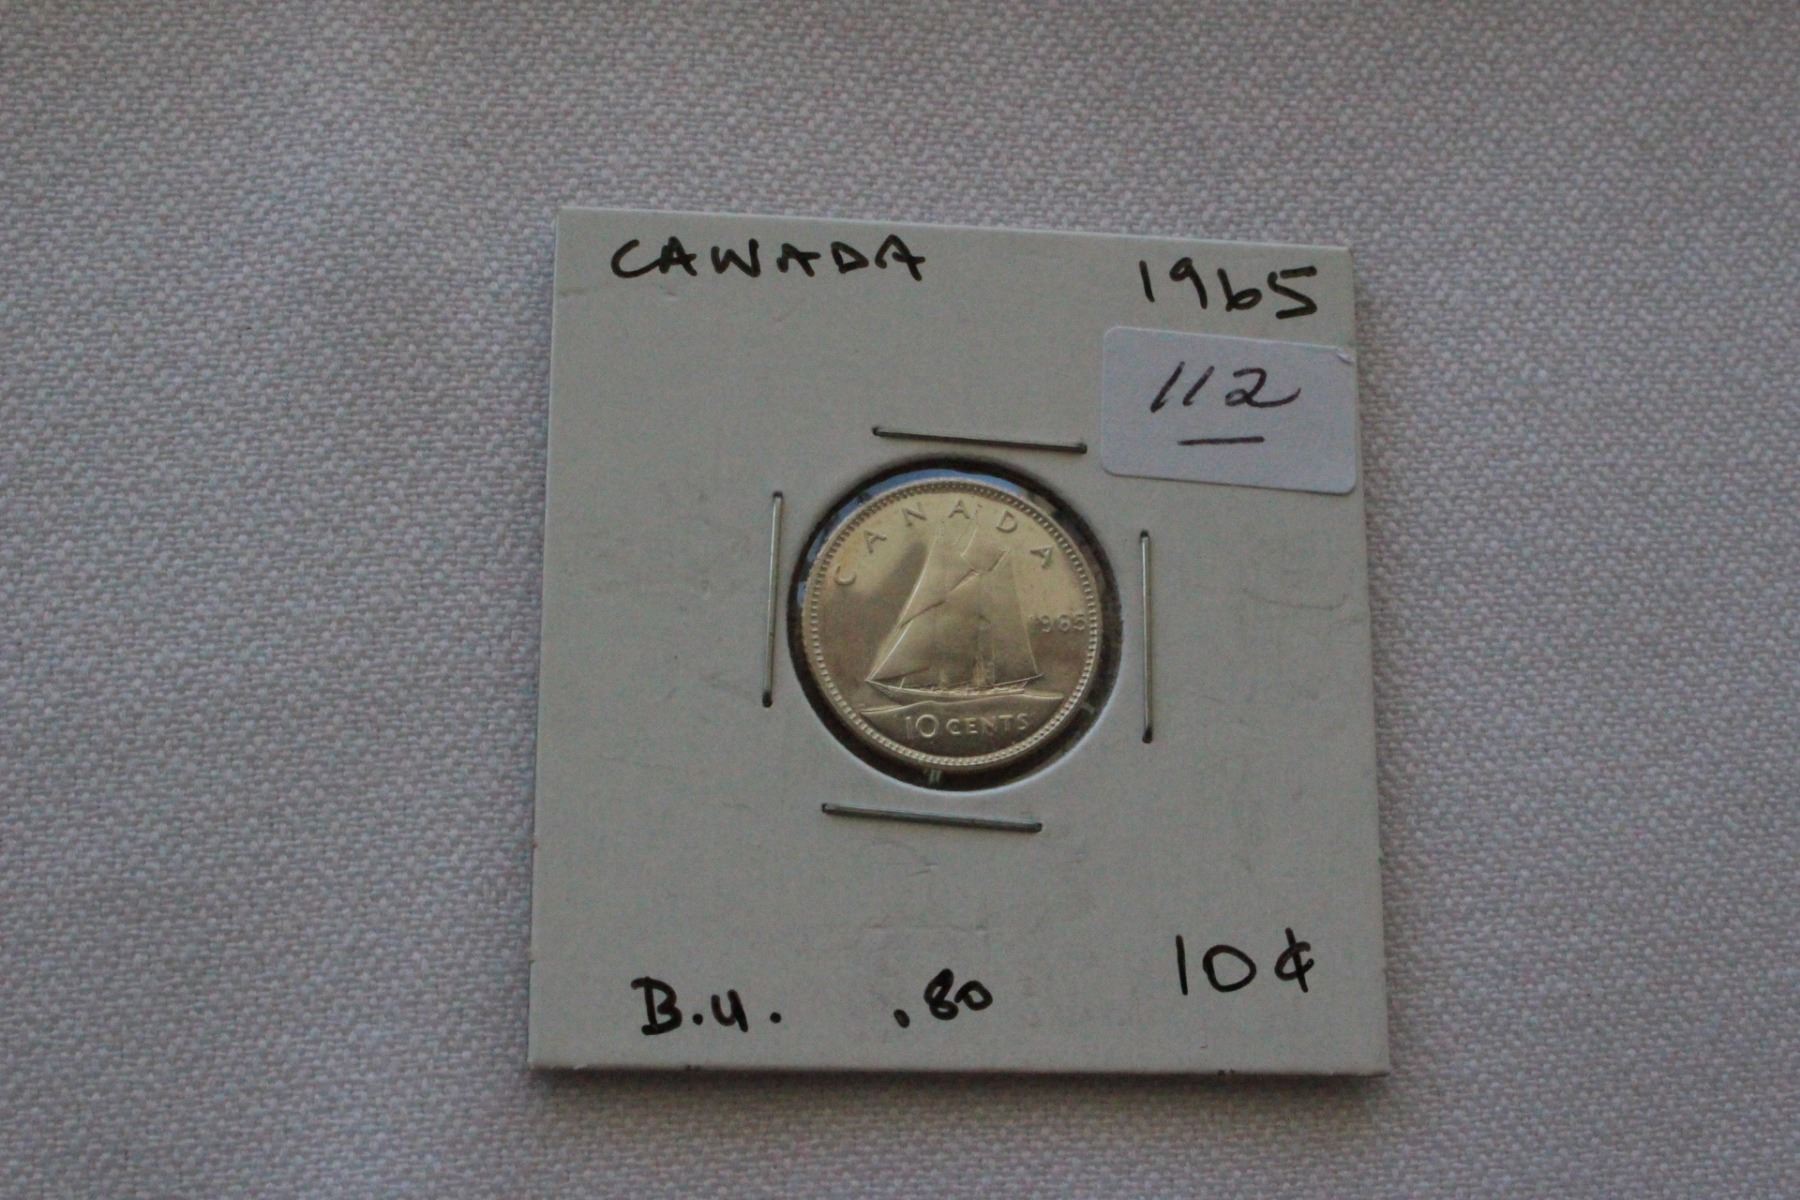 CANADA 1965
112
CANADA
1965
10 CENTS
B.U. .80 10¢